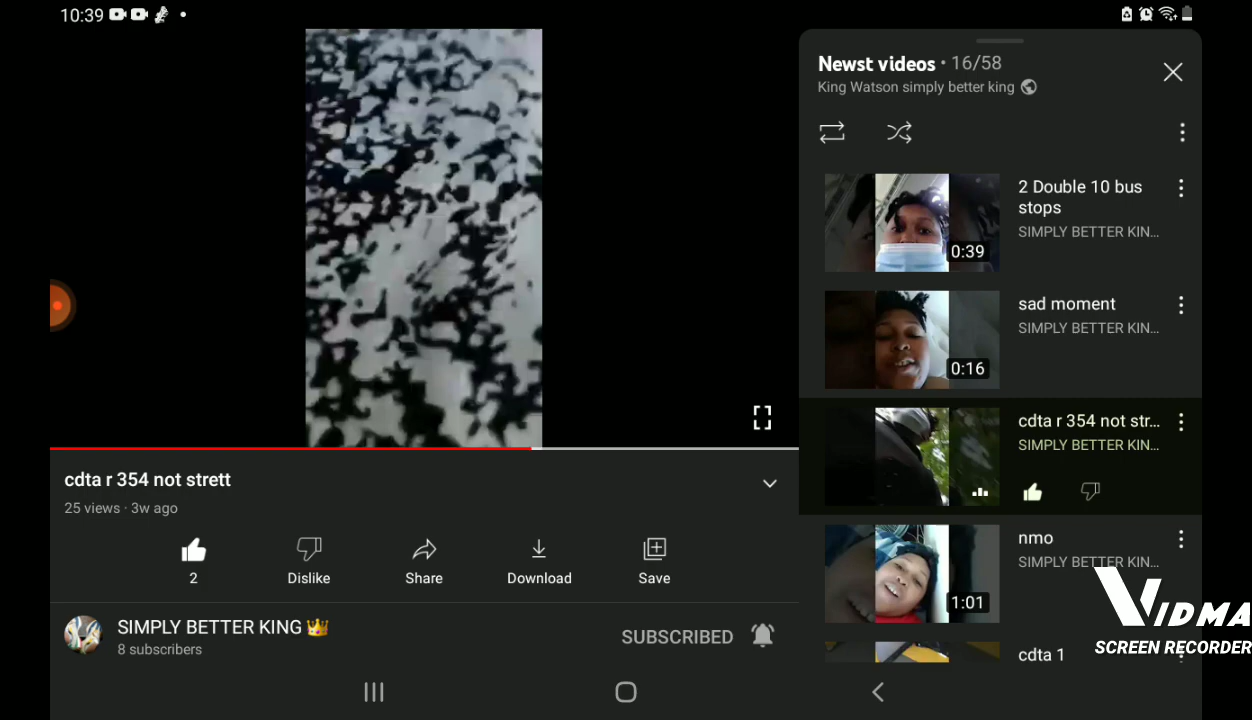 10:39
Newst videos • 16/58
King Watson simply better king
2 Double 10 bus
stops
SIMPLY BETTER KIN...
0:39
sad moment
SIMPLY BETTER KIN...
0:16
cdta r 354 not str...
SIMPLY BETTER KIN...
nmo
SIMPLY BETTER KIN...
1:01
cdta 1
cdta r 354 not strett
25 views · 3w ago
2
Dislike
Share
Download
Save
SIMPLY BETTER KING 👑
8 subscribers
SUBSCRIBED
VIDMA
SCREEN RECORDER